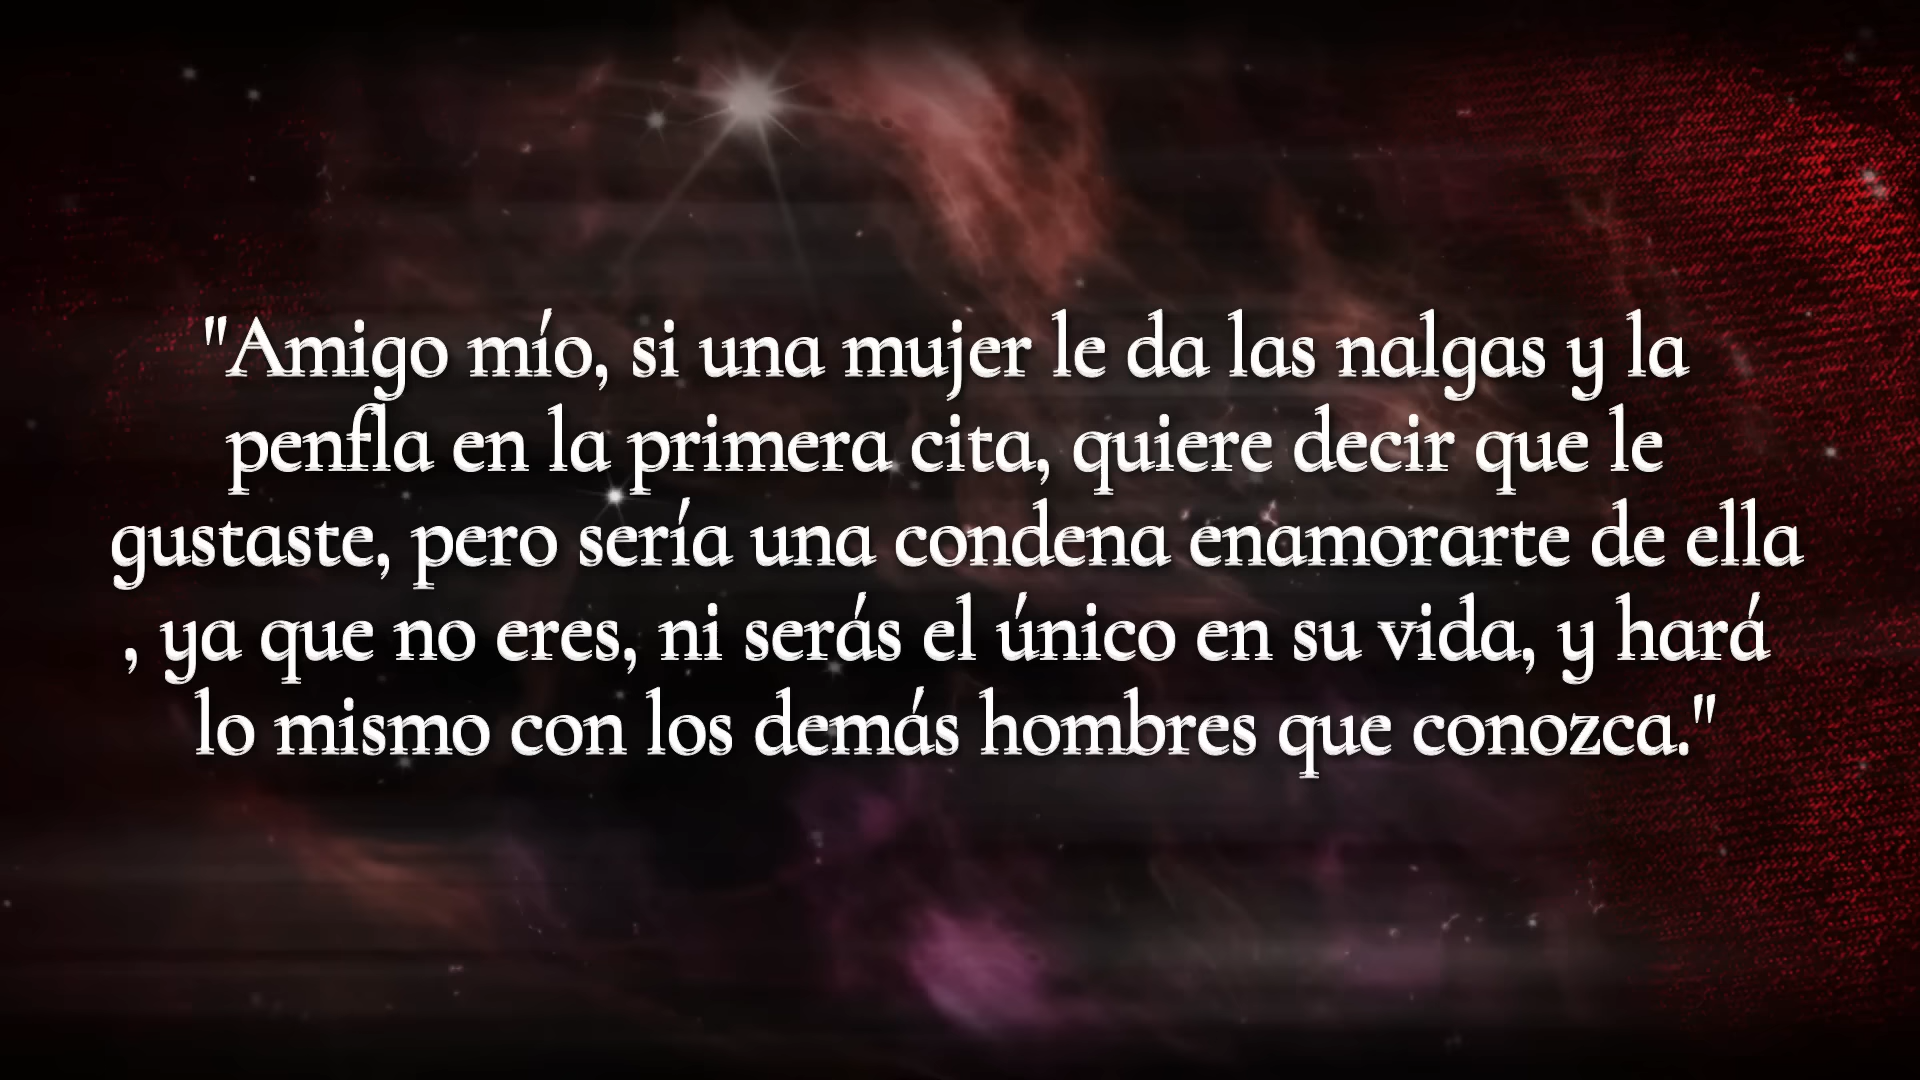 "Amigo mío, si una mujer le da las nalgas y la
penfla en la primera cita, quiere decir que le
gustaste, pero sería una condena enamorarte de ella
, ya que no eres, ni serás el único en su vida, y hará
lo mismo con los demás hombres que conozca."